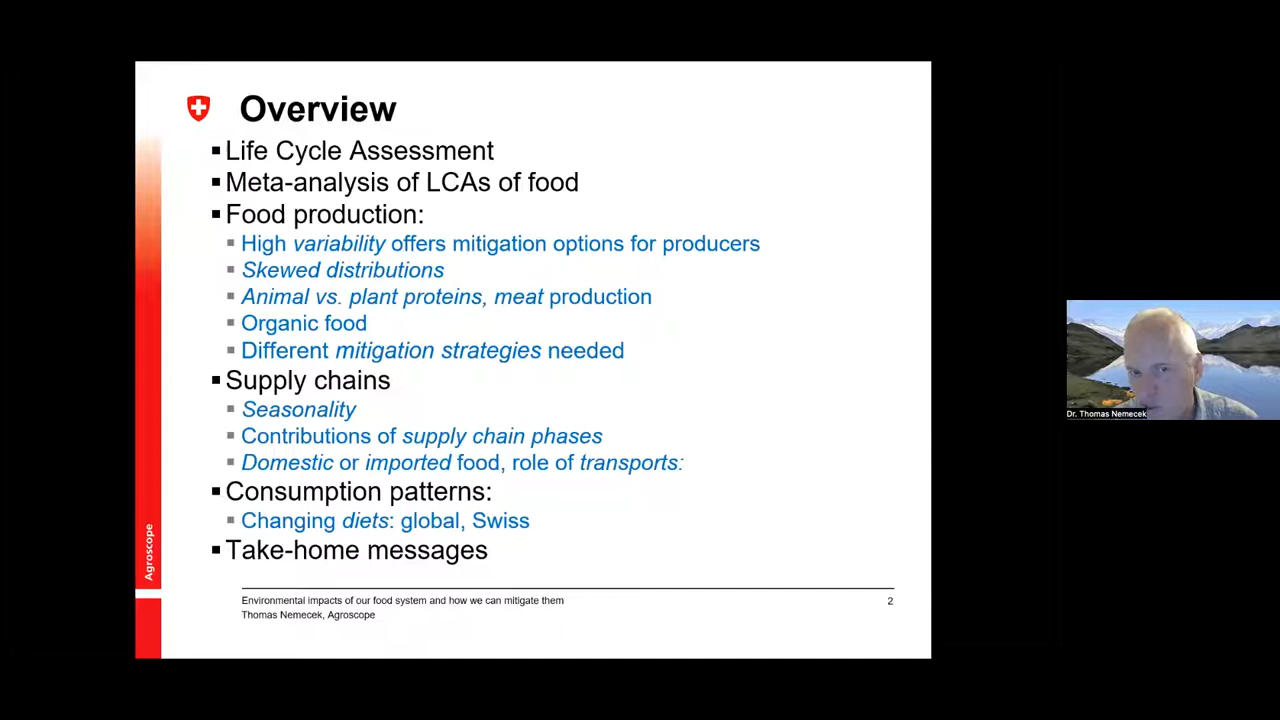 Overview
Life Cycle Assessment
Meta-analysis of LCAs of food
Food production:
High variability offers mitigation options for producers
Skewed distributions
Animal vs. plant proteins, meat production
Organic food
Different mitigation strategies needed
Supply chains
Seasonality
Contributions of supply chain phases
Domestic or imported food, role of transports:
Consumption patterns:
Changing diets: global, Swiss
Take-home messages
Agroscope
Environmental impacts of our food system and how we can mitigate them
2
Thomas Nemecek, Agroscope
Dr. Thomas Nemecek